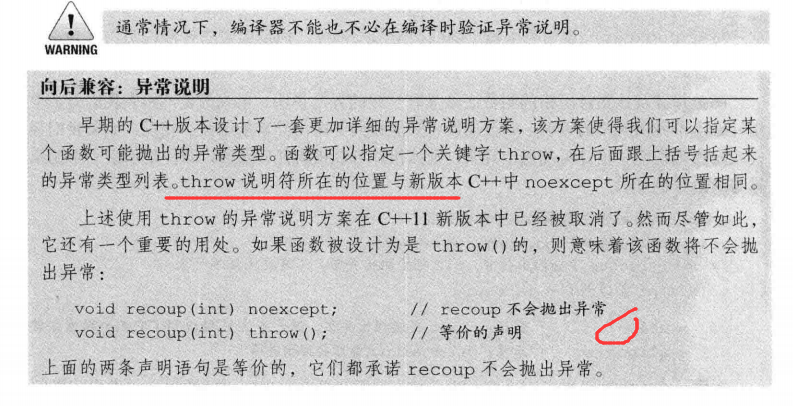 通常情况下，编译器不能也不必在编译时验证异常说明。
WARNING
向后兼容：异常说明
早期的 C++版本设计了一套更加详细的异常说明方案，该方案使得我们可以指定某
个函数可能抛出的异常类型。函数可以指定一个关键字 throw，在后面跟上括号括起来
的异常类型列表。throw 说明符所在的位置与新版本 C++中 noexcept 所在的位置相同。
上述使用 throw 的异常说明方案在 C++11 新版本中已经被取消了。然而尽管如此，
它还有一个重要的用处。如果函数被设计为是 throw()的，则意味着该函数将不会抛
出异常：
void recoup(int) noexcept; // recoup 不会抛出异常
void recoup(int) throw(); // 等价的声明
上面的两条声明语句是等价的，它们都承诺 recoup 不会抛出异常。